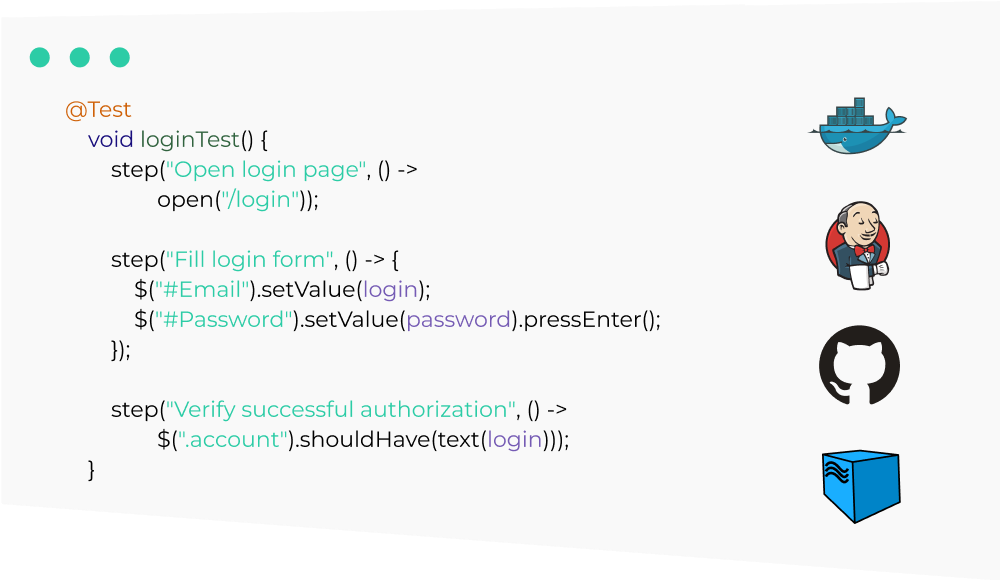 @Test
void loginTest() {
step("Open login page", () ->
open("/login"));
step("Fill login form", () -> {
$("#Email").setValue(login);
$("#Password").setValue(password).pressEnter();
});
step("Verify successful authorization", () ->
$(".account").shouldHave(text(login)));
}